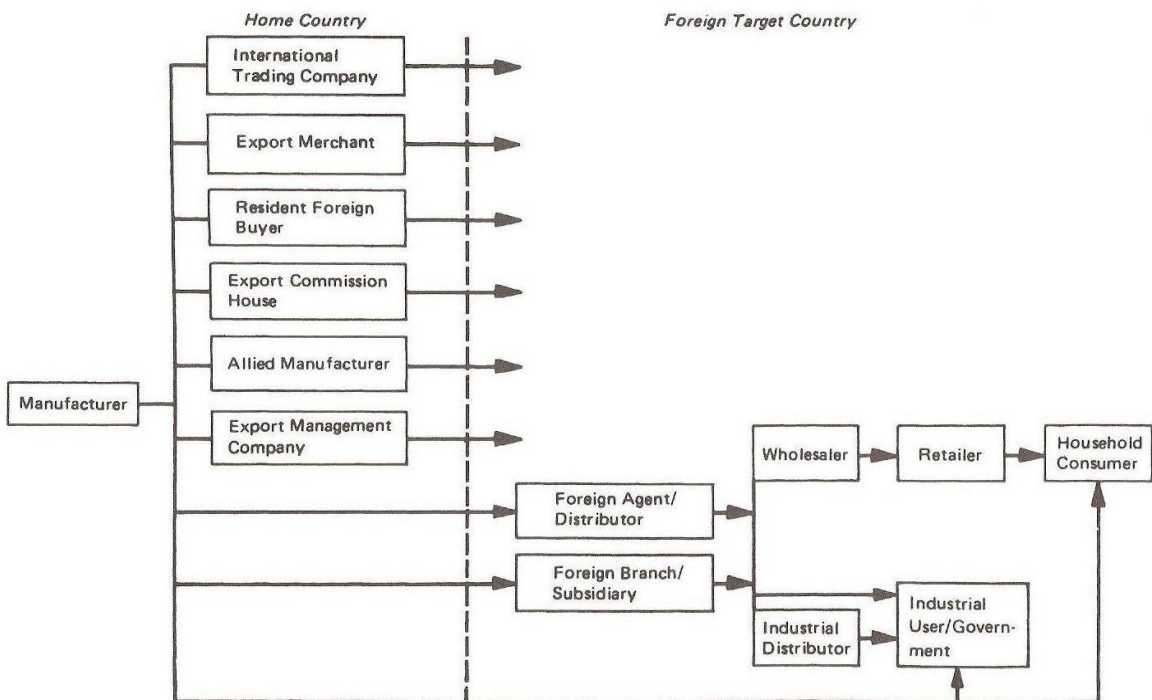 Home Country
Foreign Target Country
International
Trading Company
Export Merchant
Resident Foreign
Buyer
Export Commission
House
Allied Manufacturer
Manufacturer
Export Management
Company
Wholesaler
Retailer
Household
Consumer
Foreign Agent/
Distributor
Foreign Branch/
Subsidiary
Industrial
Distributor
Industrial
User/Govern-
ment